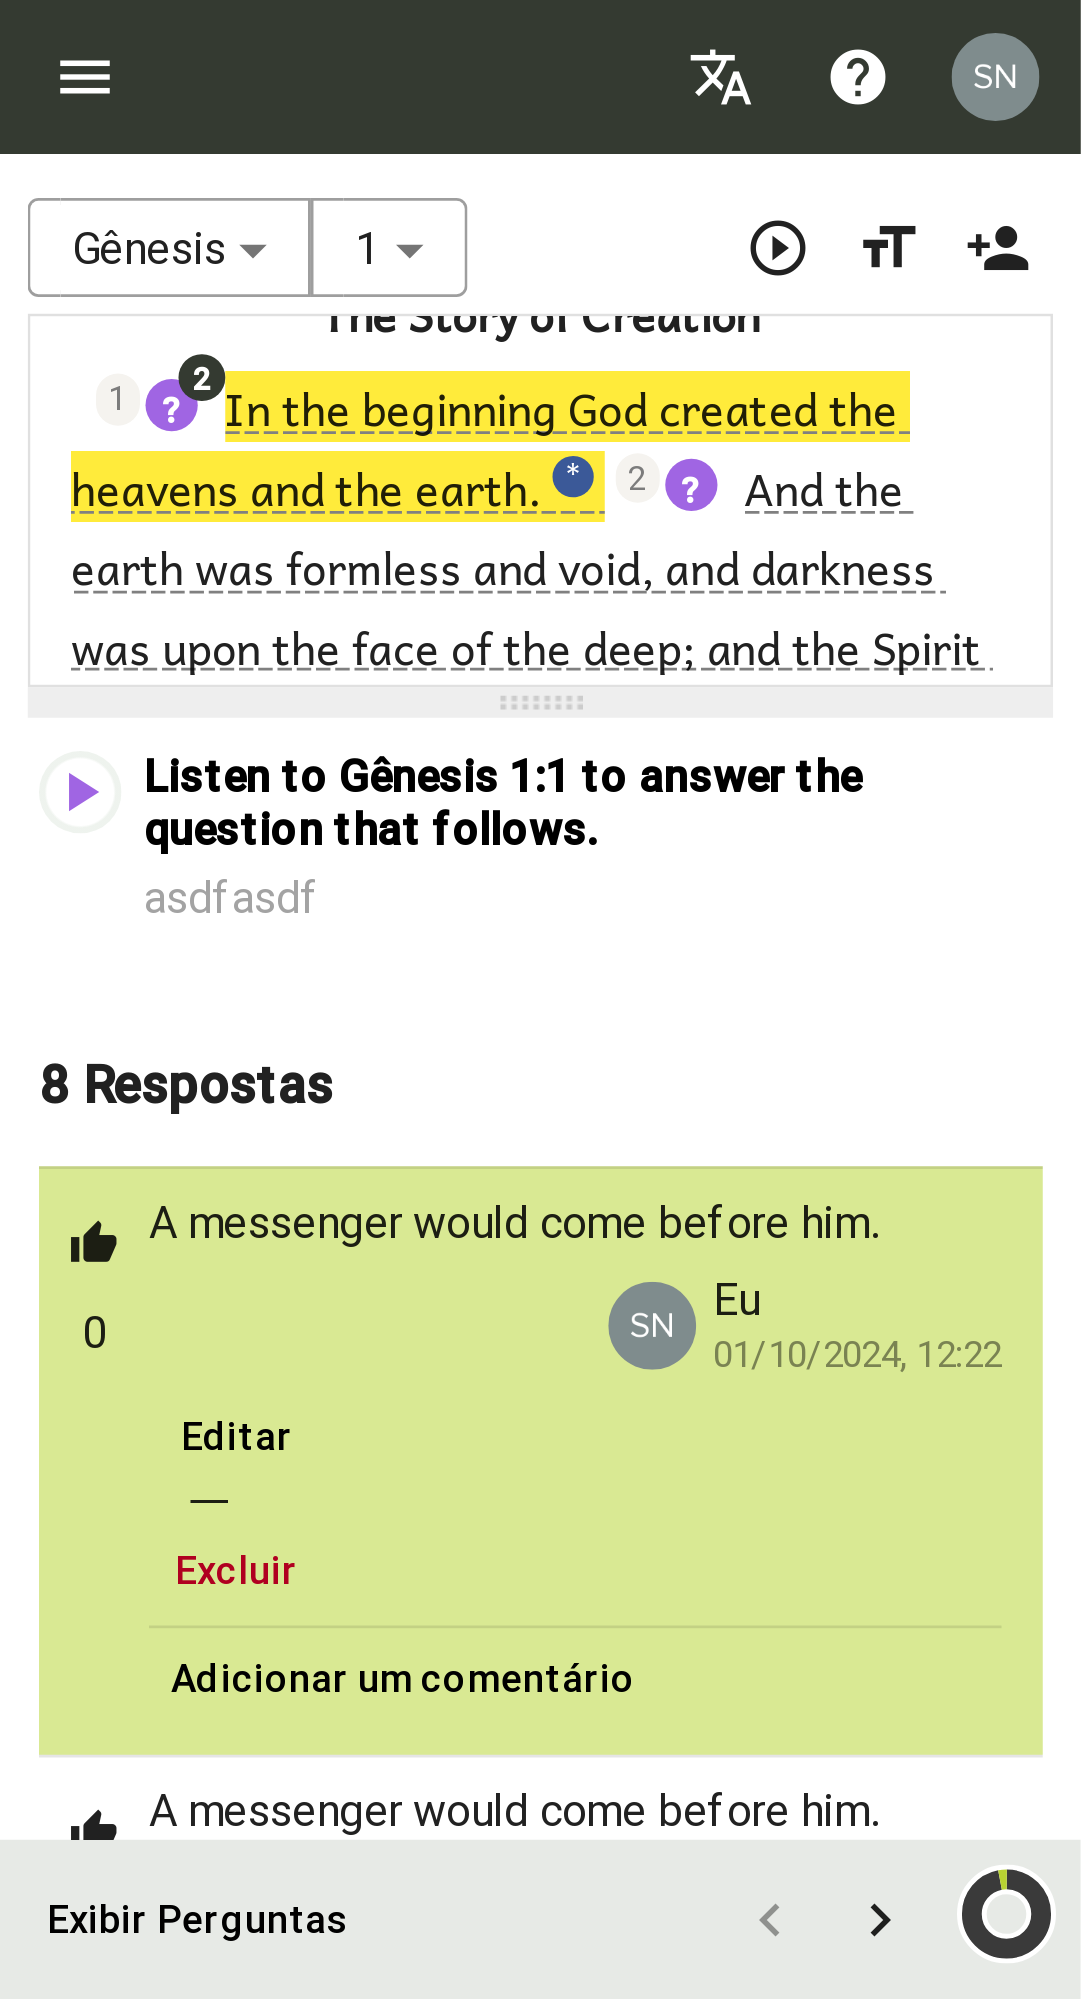 SN
Gênesis 1
The Story of Creation
1 ? 2 In the beginning God created the
heavens and the earth. * 2 ? And the
earth was formless and void, and darkness
was upon the face of the deep; and the Spirit
Listen to Gênesis 1:1 to answer the
question that follows.
asdfasdf
8 Respostas
A messenger would come before him.
0
SN
Eu
01/10/2024, 12:22
Editar
—
Excluir
Adicionar um comentário
A messenger would come before him.
Exibir Perguntas